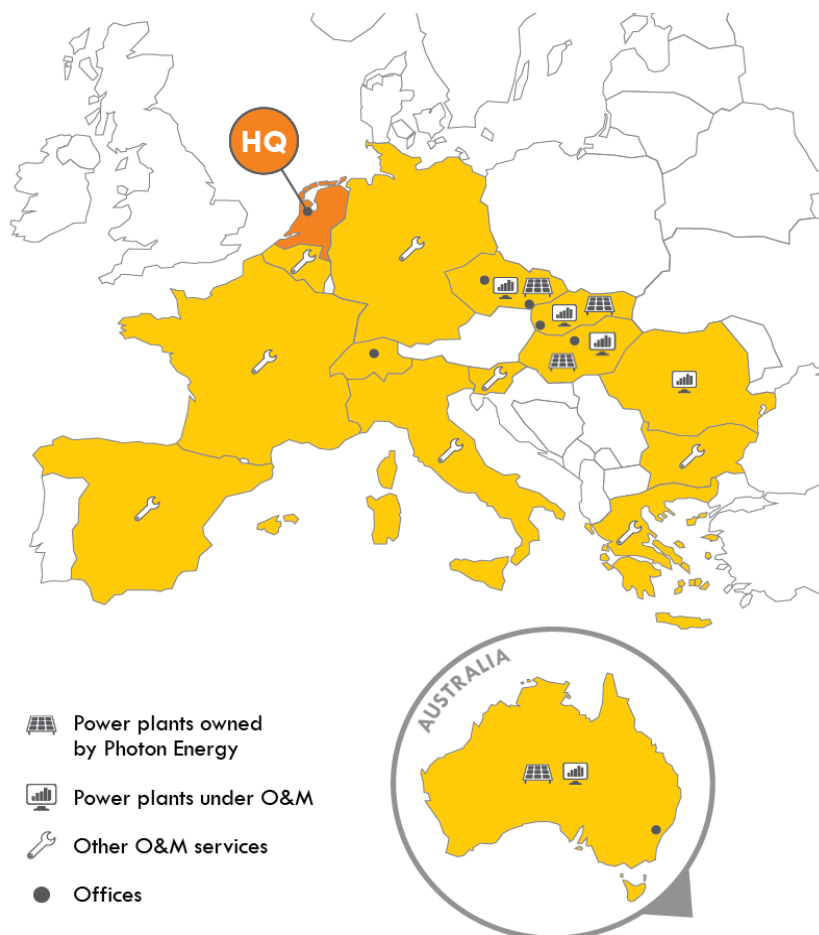 HQ
AUSTRALIA
Power plants owned
by Photon Energy
Power plants under O&M
Other O&M services
Offices